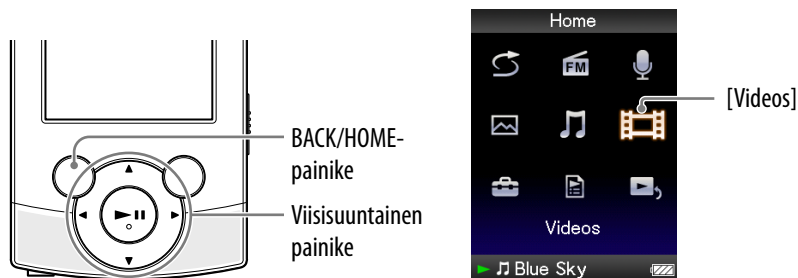 BACK/HOME-
painike
Viisisuuntainen
painike
Home
FM
[Videos]
Videos
Blue Sky